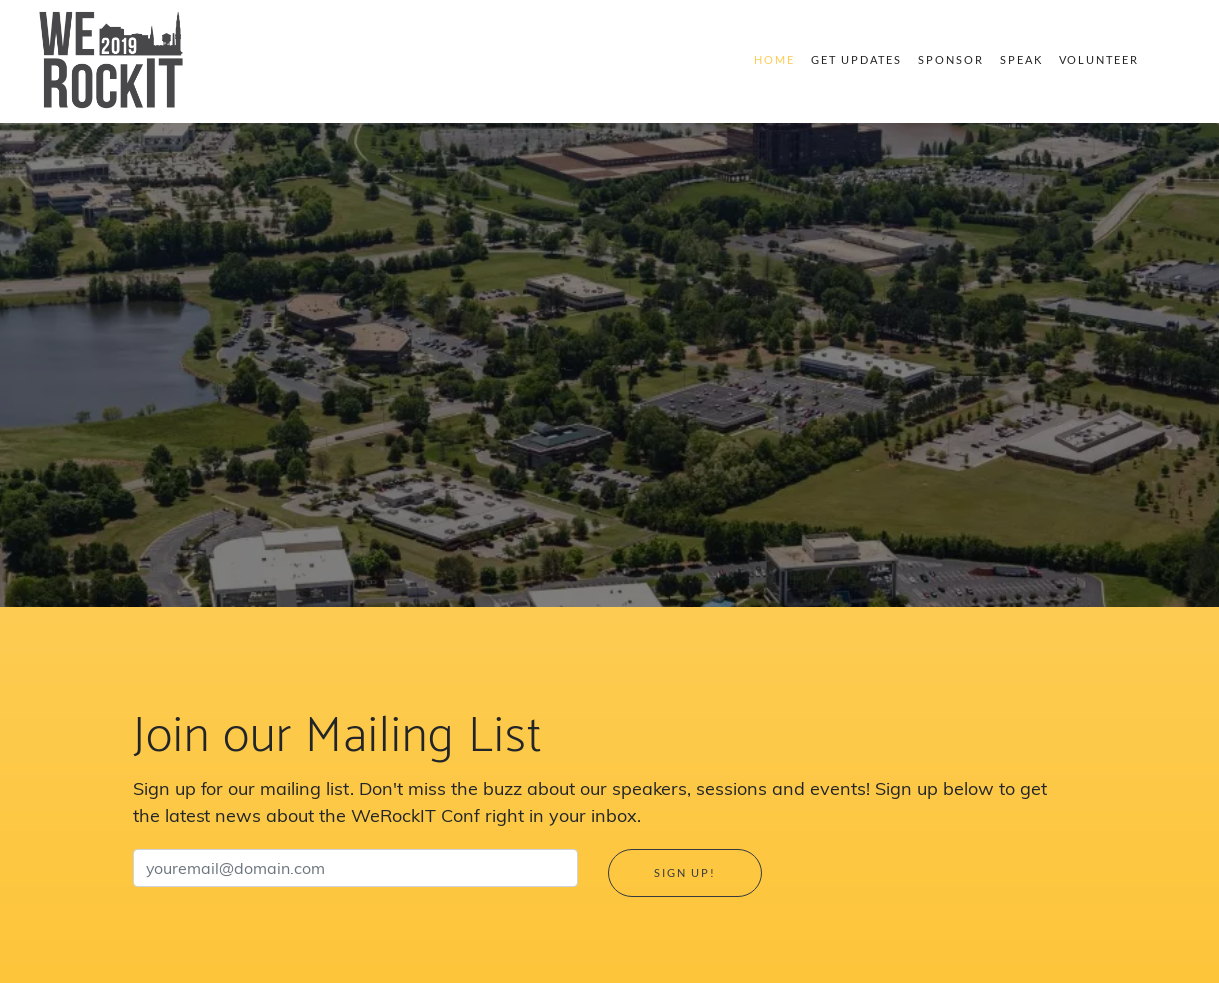 WE
2019
ROCKIT
HOME GET UPDATES SPONSOR SPEAK VOLUNTEER
Join our Mailing List
Sign up for our mailing list. Don't miss the buzz about our speakers, sessions and events! Sign up below to get
the latest news about the WeRockIT Conf right in your inbox.
youremail@domain.com
SIGN UP!